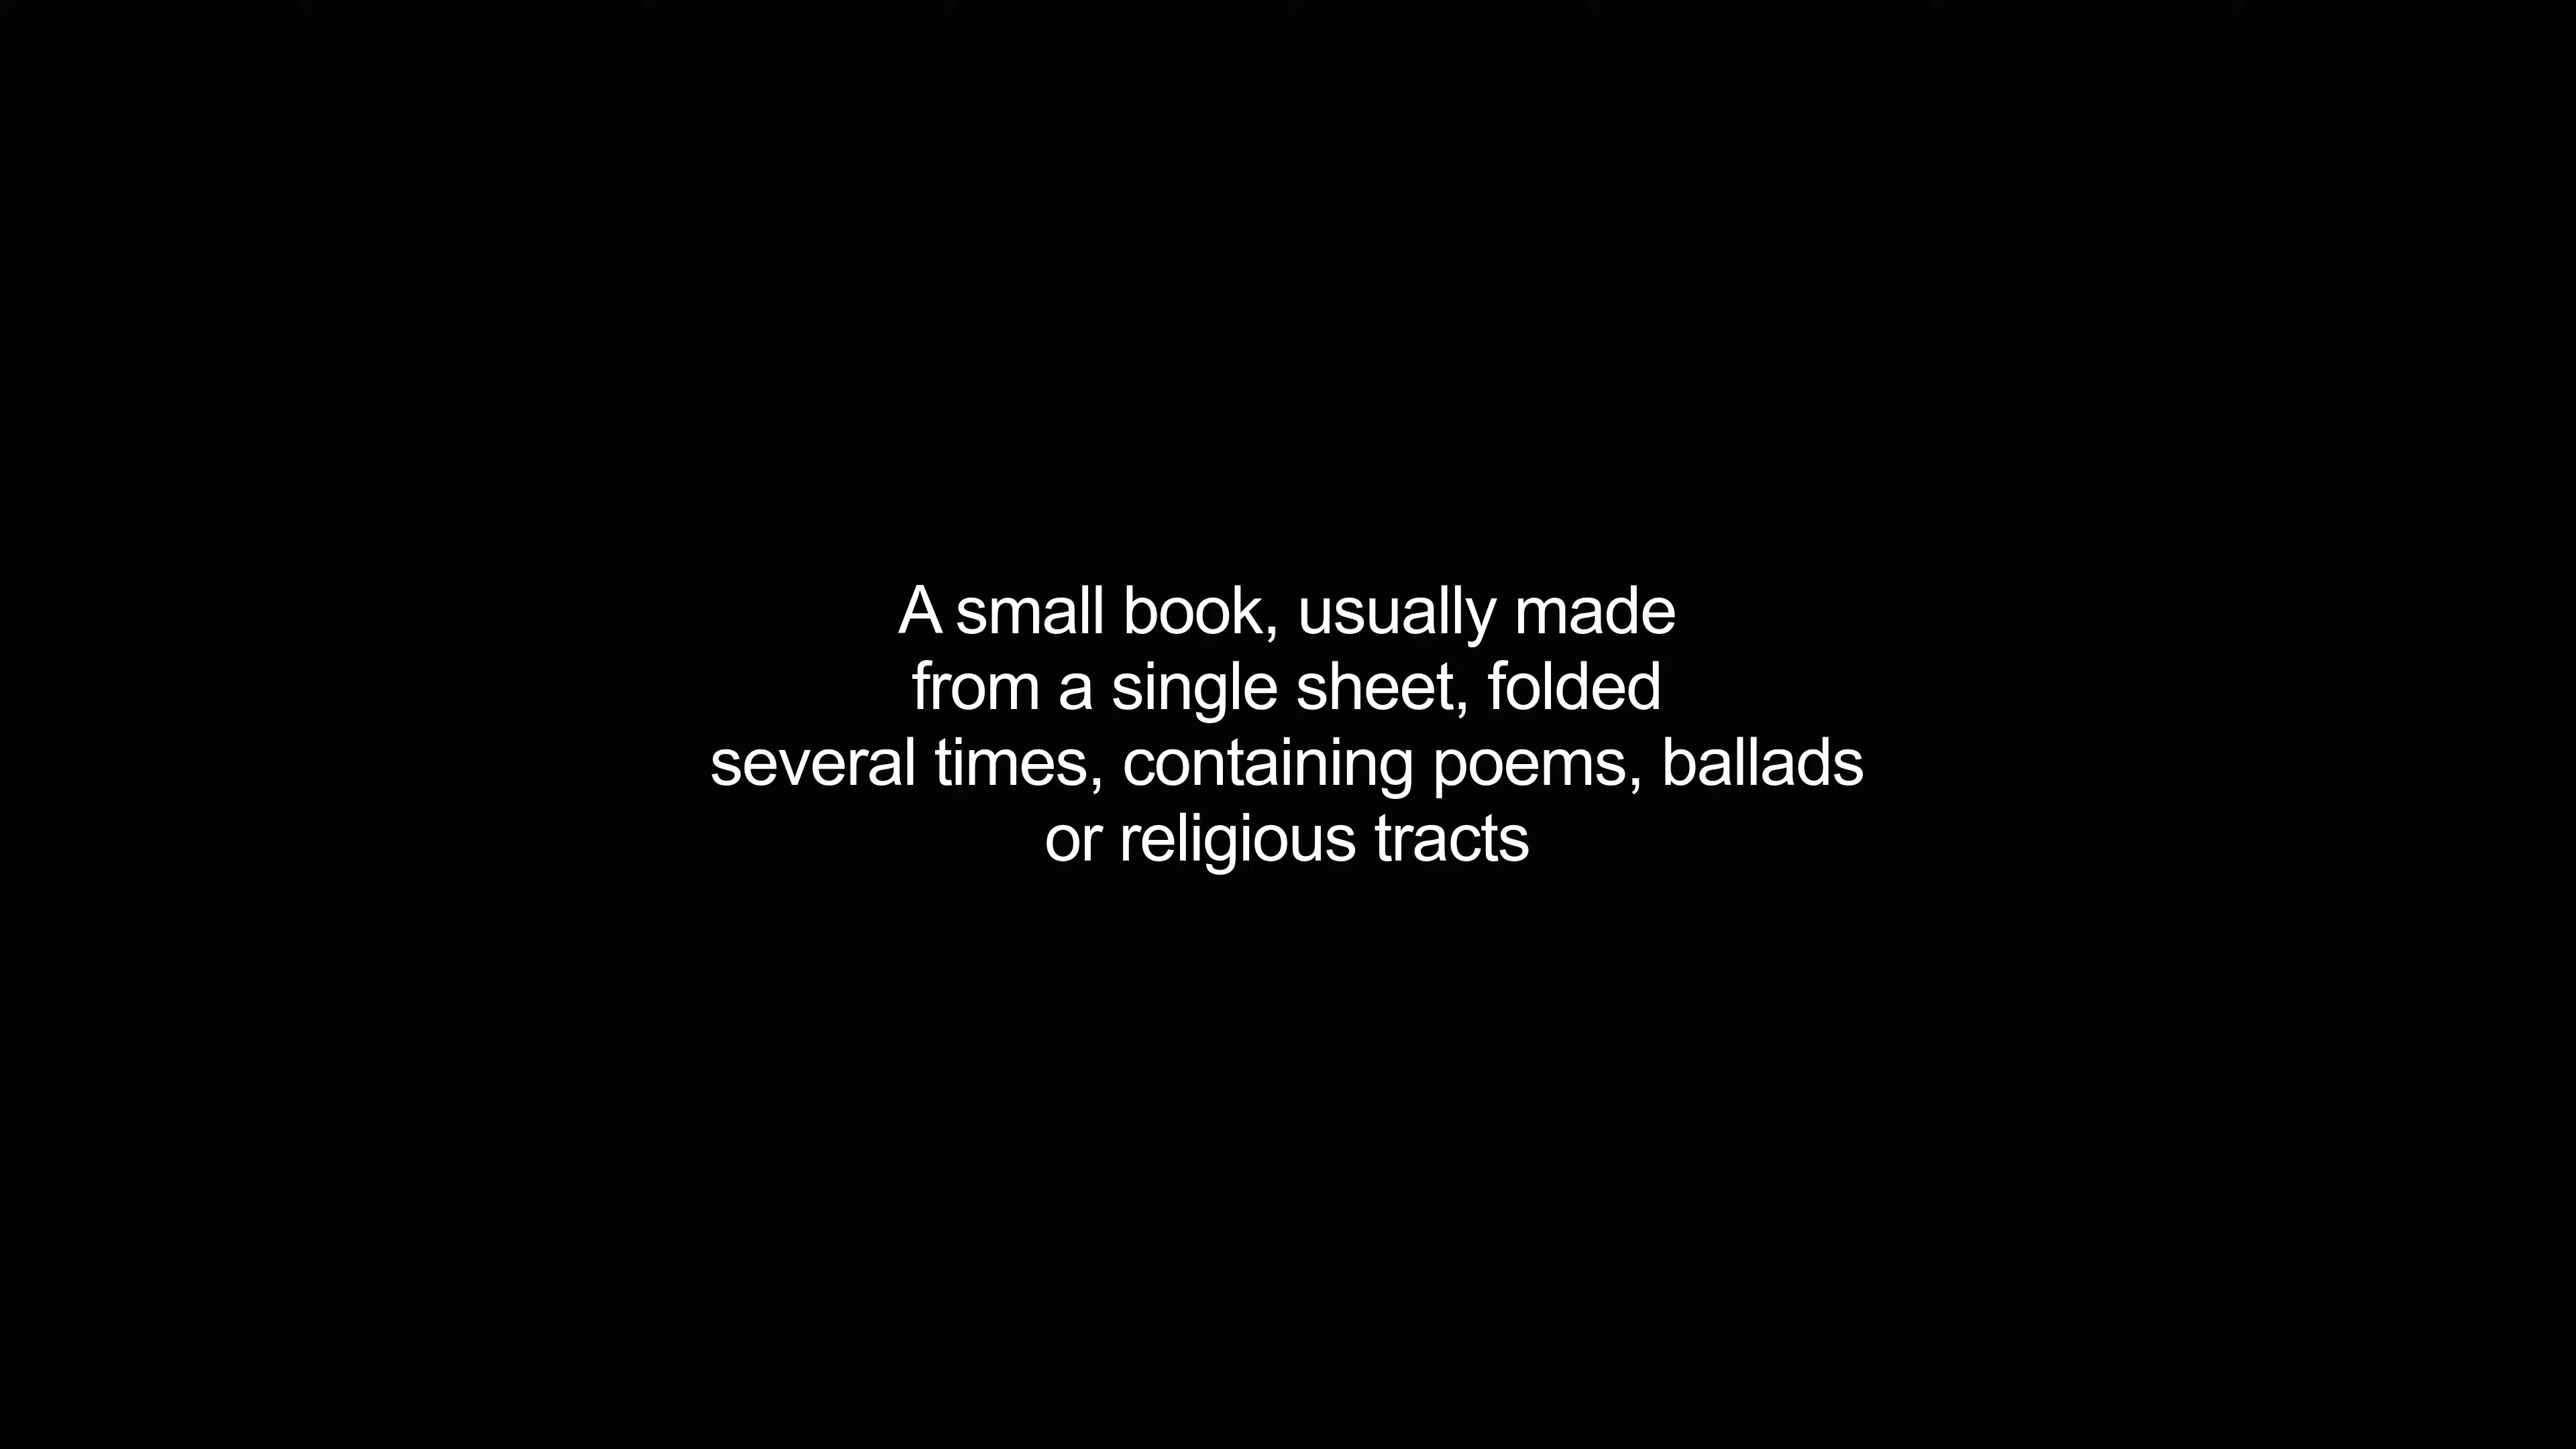 A small book, usually made
from a single sheet, folded
several times, containing poems, ballads
or religious tracts